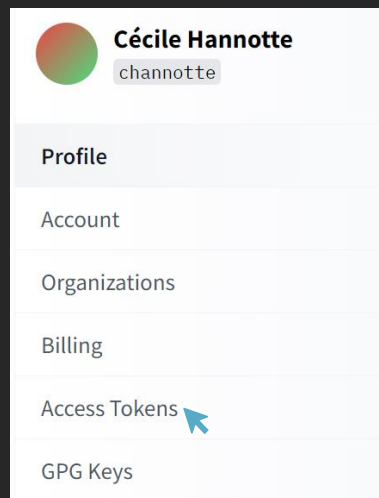 Cécile Hannotte
channotte
Profile
Account
Organizations
Billing
Access Tokens
GPG Keys